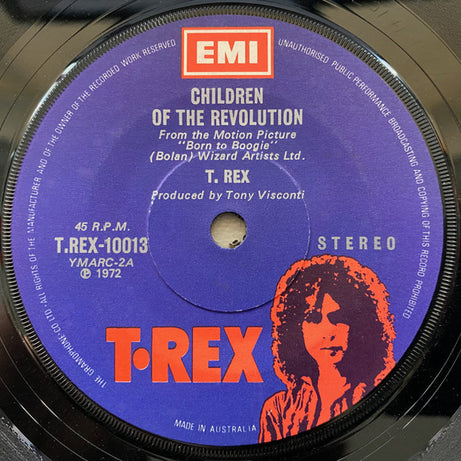 EMI
ALL RIGHTS OF THE MANUFACTURER AND OF THE OWNER OF THE RECORDED WORK RESERVED
UNAUTHORISED PUBLIC PERFORMANCE BROADCASTING AND COPYING OF THIS RECORD PROHIBITED
CHILDREN
OF THE REVOLUTION
From the Motion Picture
"Born to Boogie"
(Bolan) Wizard Artists Ltd.
T. REX
Produced by Tony Visconti
45 R.P.M.
T.REX-10013
YMARC-2A
℗ 1972
STEREO
T•REX
THE GRAMOPHONE CO. LTD.
MADE IN AUSTRALIA